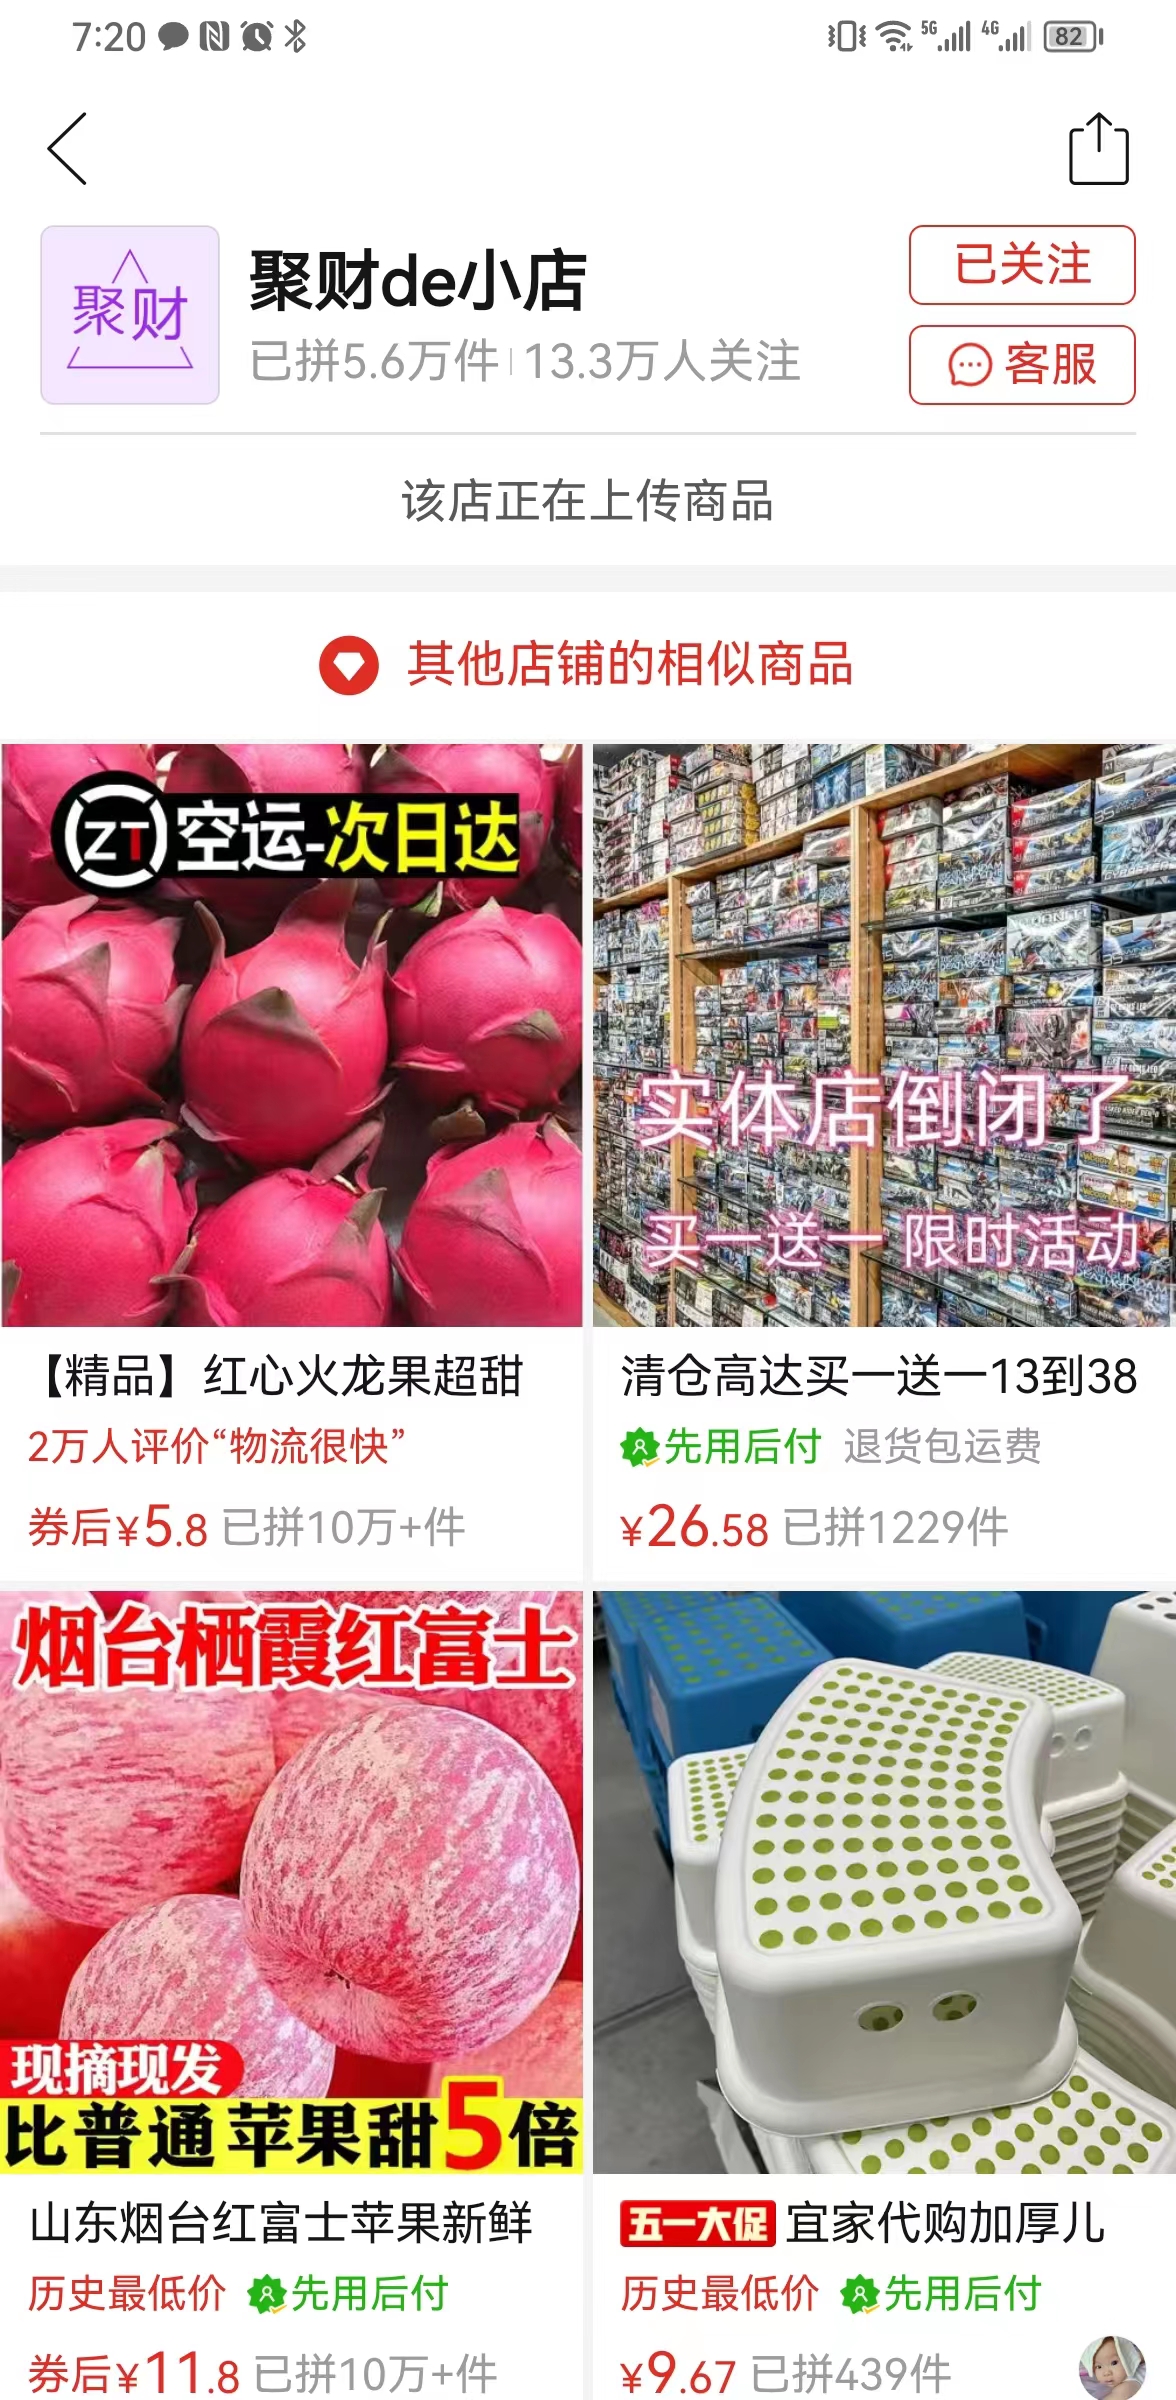 7:20
5G 4G 82
聚财
聚财de小店
已关注
已拼5.6万件 13.3万人关注
客服
该店正在上传商品
其他店铺的相似商品
ZT 空运-次日达
实体店倒闭了
买一送一 限时活动
【精品】红心火龙果超甜
2万人评价“物流很快”
券后¥5.8 已拼10万+件
清仓高达买一送一13到38
先用后付 退货包运费
¥26.58 已拼1229件
烟台栖霞红富士
现摘现发
比普通苹果甜5倍
山东烟台红富士苹果新鲜
历史最低价 先用后付
券后¥11.8 已拼10万+件
五一大促 宜家代购加厚儿
历史最低价 先用后付
¥9.67 已拼439件